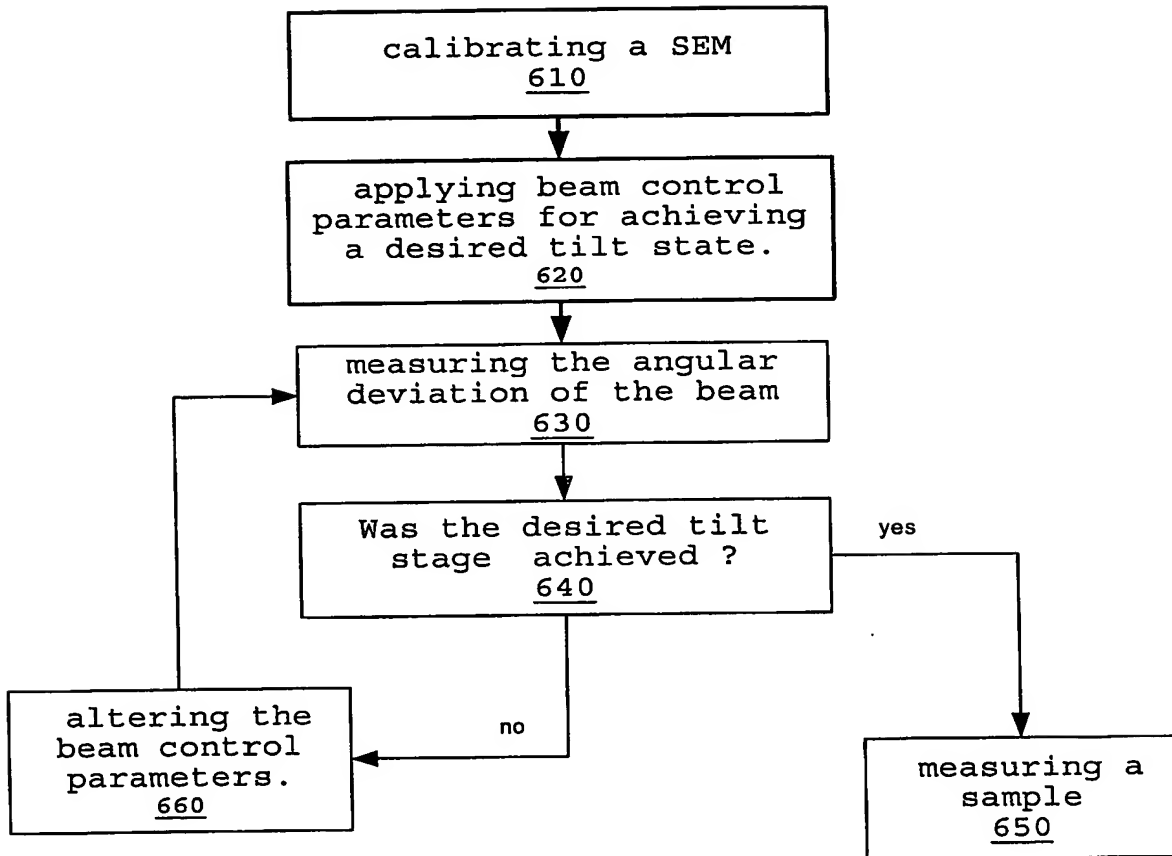 calibrating a SEM
610
applying beam control
parameters for achieving
a desired tilt state.
620
measuring the angular
deviation of the beam
630
Was the desired tilt
stage achieved ?
640
yes
no
altering the
beam control
parameters.
660
measuring a
sample
650